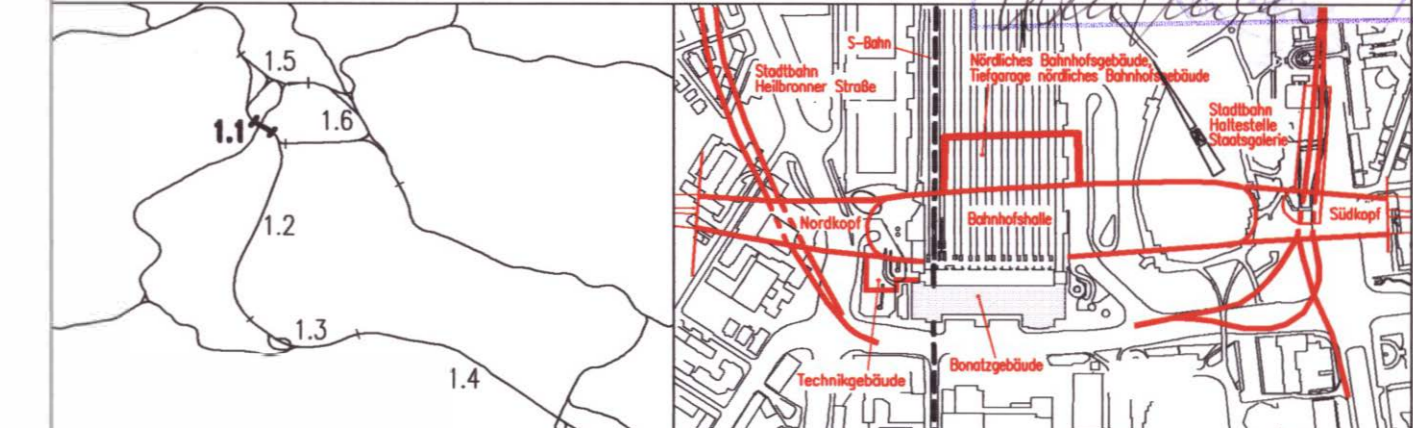 1.5
1.6
1.1
1.2
1.3
1.4
S-Bahn
Stadtbahn
Heilbronner Straße
Nördliches Bahnhofsgebäude,
Tiefgarage nördliches Bahnhofsgebäude
Stadtbahn
Haltestelle
Staatsgalerie
Nordkopf
Bahnhofshalle
Südkopf
Technikgebäude
Bonatzgebäude